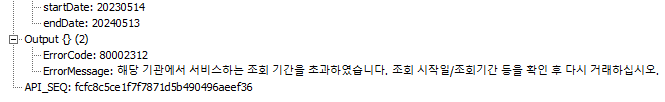 startDate: 20230514
endDate: 20240513
Output {} (2)
ErrorCode: 80002312
ErrorMessage: 해당 기관에서 서비스하는 조회 기간을 초과하였습니다. 조회 시작일/조회기간 등을 확인 후 다시 거래하십시오.
API_SEQ: fcfc8c5ce1f7f7871d5b490496aeef36